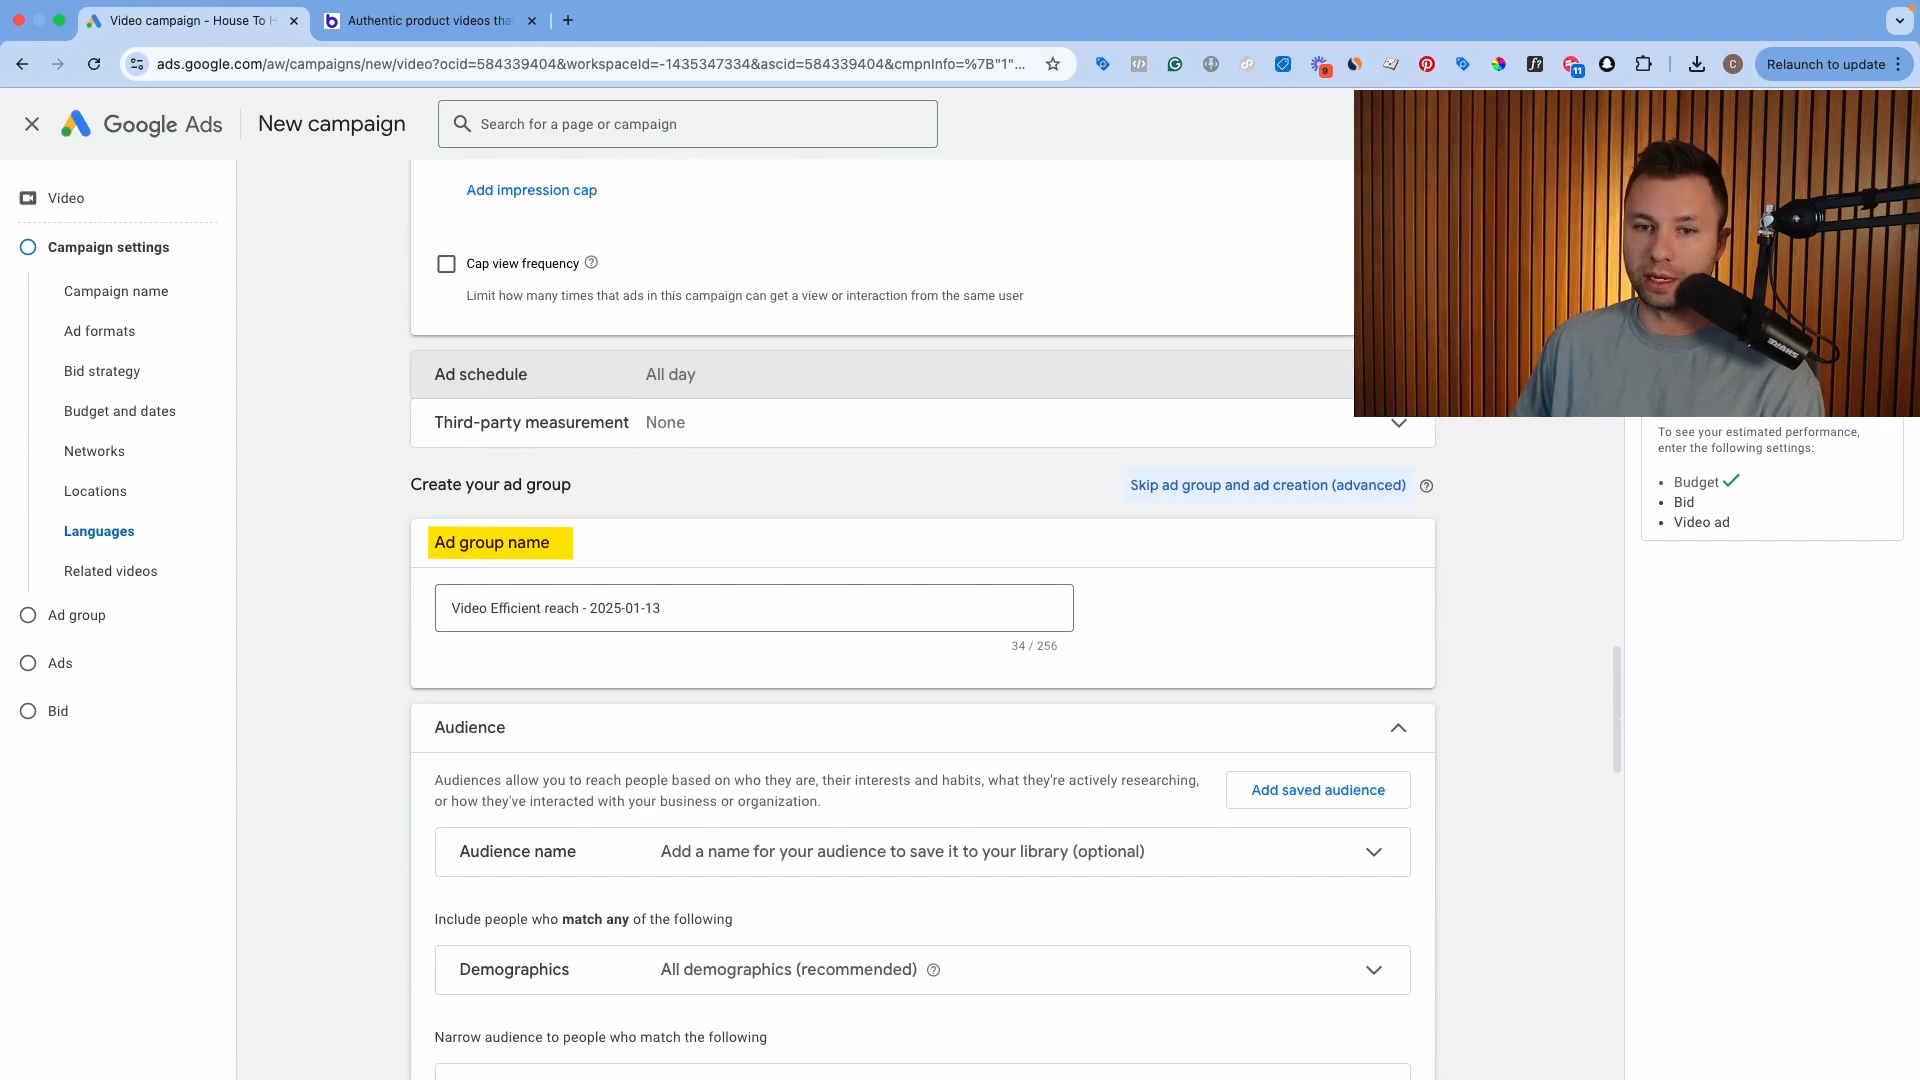 Video campaign - House To H
Authentic product videos tha
ads.google.com/aw/campaigns/new/video?ocid=584339404&workspaceId=-1435347334&ascid=584339404&cmpnInfo=%7B"1"...
9
11
C
Relaunch to update
Google Ads
New campaign
Search for a page or campaign
Video
Campaign settings
Campaign name
Ad formats
Bid strategy
Budget and dates
Networks
Locations
Languages
Related videos
Ad group
Ads
Bid
Add impression cap
Cap view frequency
Limit how many times that ads in this campaign can get a view or interaction from the same user
Ad schedule All day
Third-party measurement None
Create your ad group
Skip ad group and ad creation (advanced)
Ad group name
Video Efficient reach - 2025-01-13
34 / 256
Audience
Audiences allow you to reach people based on who they are, their interests and habits, what they're actively researching,
or how they've interacted with your business or organization.
Add saved audience
Audience name Add a name for your audience to save it to your library (optional)
Include people who match any of the following
Demographics All demographics (recommended)
Narrow audience to people who match the following
To see your estimated performance,
enter the following settings:
Budget
Bid
Video ad
SHURE